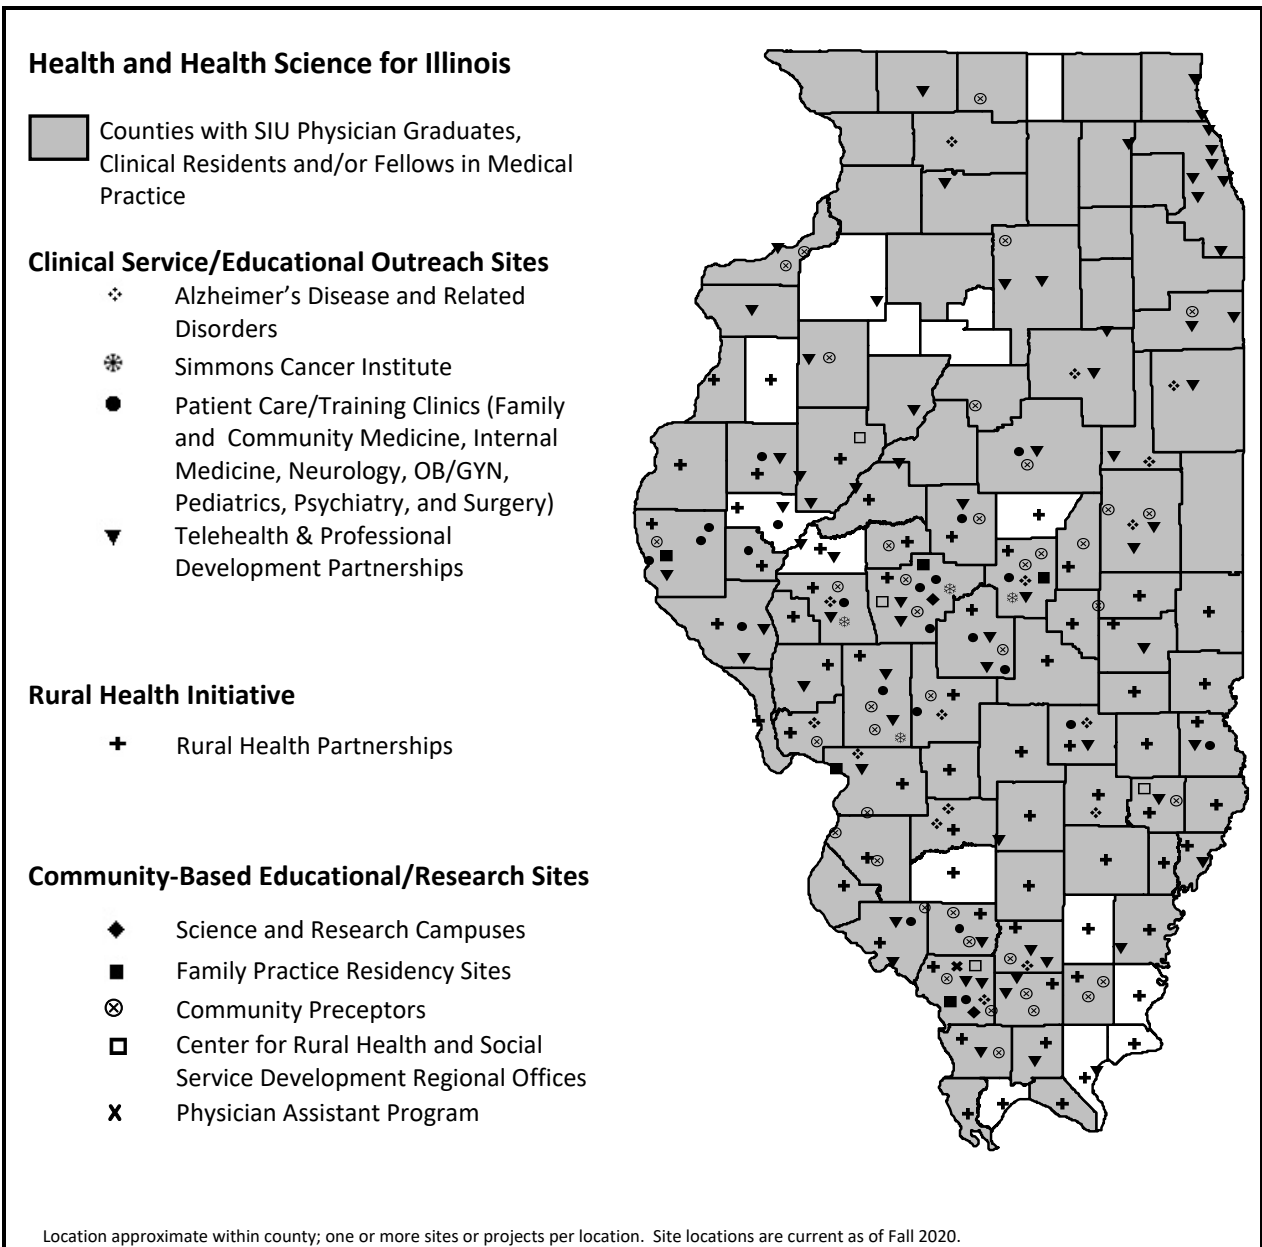 Health and Health Science for Illinois
Counties with SIU Physician Graduates,
Clinical Residents and/or Fellows in Medical
Practice
Clinical Service/Educational Outreach Sites
Alzheimer’s Disease and Related
Disorders
Simmons Cancer Institute
Patient Care/Training Clinics (Family
and Community Medicine, Internal
Medicine, Neurology, OB/GYN,
Pediatrics, Psychiatry, and Surgery)
Telehealth & Professional
Development Partnerships
Rural Health Initiative
Rural Health Partnerships
Community-Based Educational/Research Sites
Science and Research Campuses
Family Practice Residency Sites
Community Preceptors
Center for Rural Health and Social
Service Development Regional Offices
Physician Assistant Program
Location approximate within county; one or more sites or projects per location. Site locations are current as of Fall 2020.